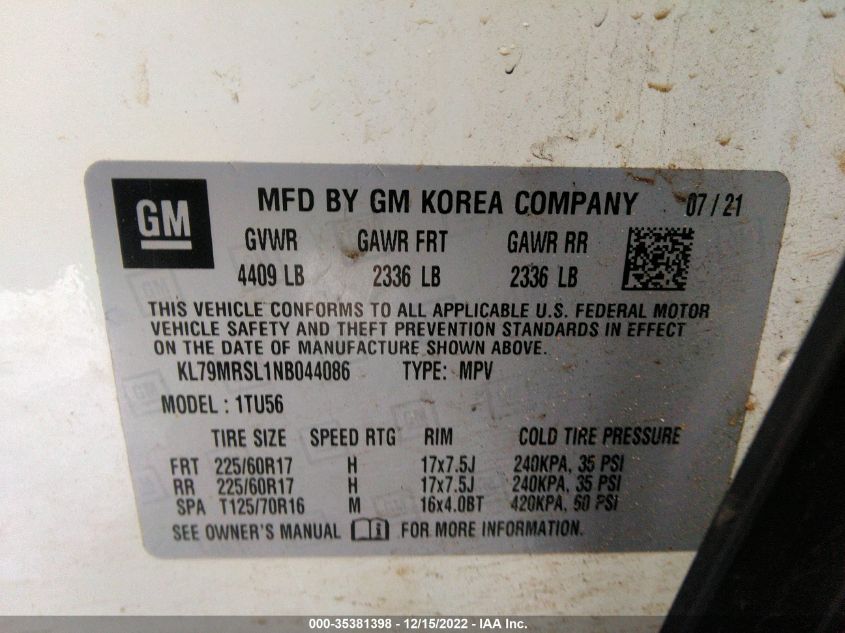 GM
MFD BY GM KOREA COMPANY 07/21
GVWR GAWR FRT GAWR RR
4409 LB 2336 LB 2336 LB
THIS VEHICLE CONFORMS TO ALL APPLICABLE U.S. FEDERAL MOTOR
VEHICLE SAFETY AND THEFT PREVENTION STANDARDS IN EFFECT
ON THE DATE OF MANUFACTURE SHOWN ABOVE.
KL79MRSL1NB044086 TYPE: MPV
MODEL : 1TU56
TIRE SIZE SPEED RTG RIM COLD TIRE PRESSURE
FRT 225/60R17 H 17x7.5J 240KPA, 35 PSI
RR 225/60R17 H 17x7.5J 240KPA, 35 PSI
SPA T125/70R16 M 16x4.0BT 420KPA, 60 PSI
SEE OWNER'S MANUAL FOR MORE INFORMATION.
000-35381398 - 12/15/2022 - IAA Inc.